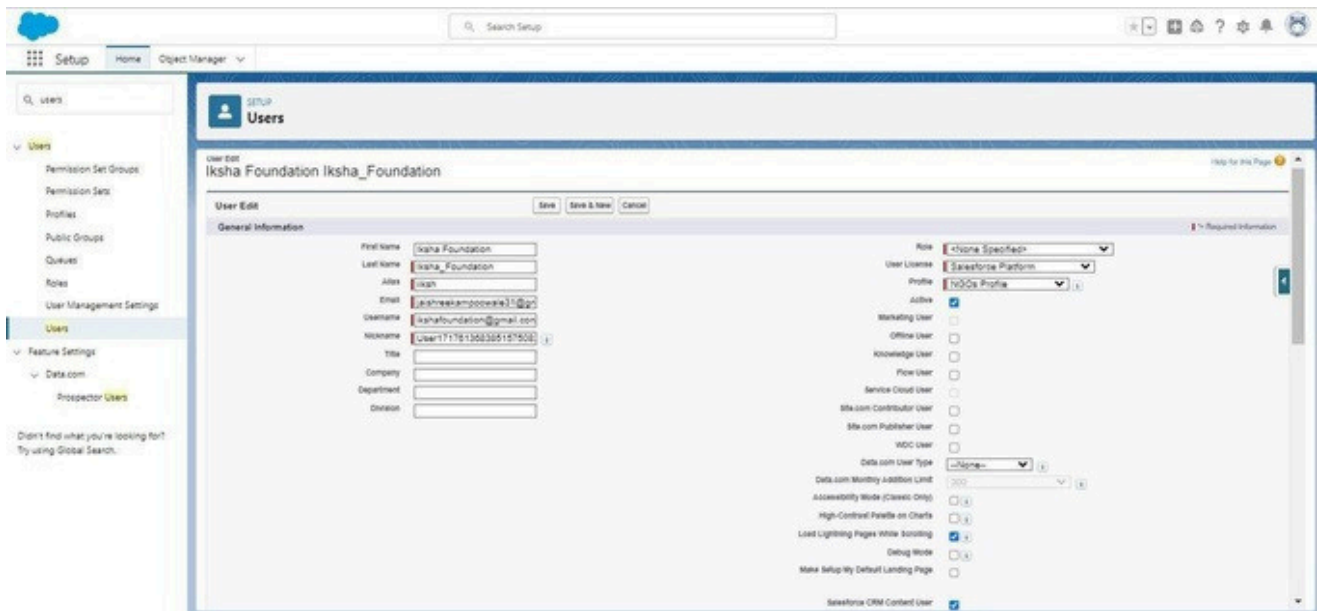 Search Setup
Setup Home Object Manager
users
SETUP
Users
Users
Permission Set Groups
Permission Sets
Profiles
Public Groups
Queues
Roles
User Management Settings
Users
Feature Settings
Data.com
Prospector Users
Didn't find what you're looking for?
Try using Global Search.
User Edit
Iksha Foundation Iksha_Foundation
Help for this Page
User Edit Save Save & New Cancel
General Information
= Required Information
First Name Iksha Foundation
Last Name Iksha_Foundation
Alias iiksh
Email
Username ikshafoundation@gmail.con
Nickname
Title
Company
Department
Division
Role <None Specified>
User License Salesforce Platform
Profile NGOs Profile
Active
Marketing User
Offline User
Knowledge User
Flow User
Service Cloud User
Site.com Contributor User
Site.com Publisher User
WDC User
Data.com User Type --None--
Data.com Monthly Addition Limit 300
Accessibility Mode (Classic Only)
High-Contrast Palette on Charts
Load Lightning Pages While Scrolling
Debug Mode
Make Setup My Default Landing Page
Salesforce CRM Content User